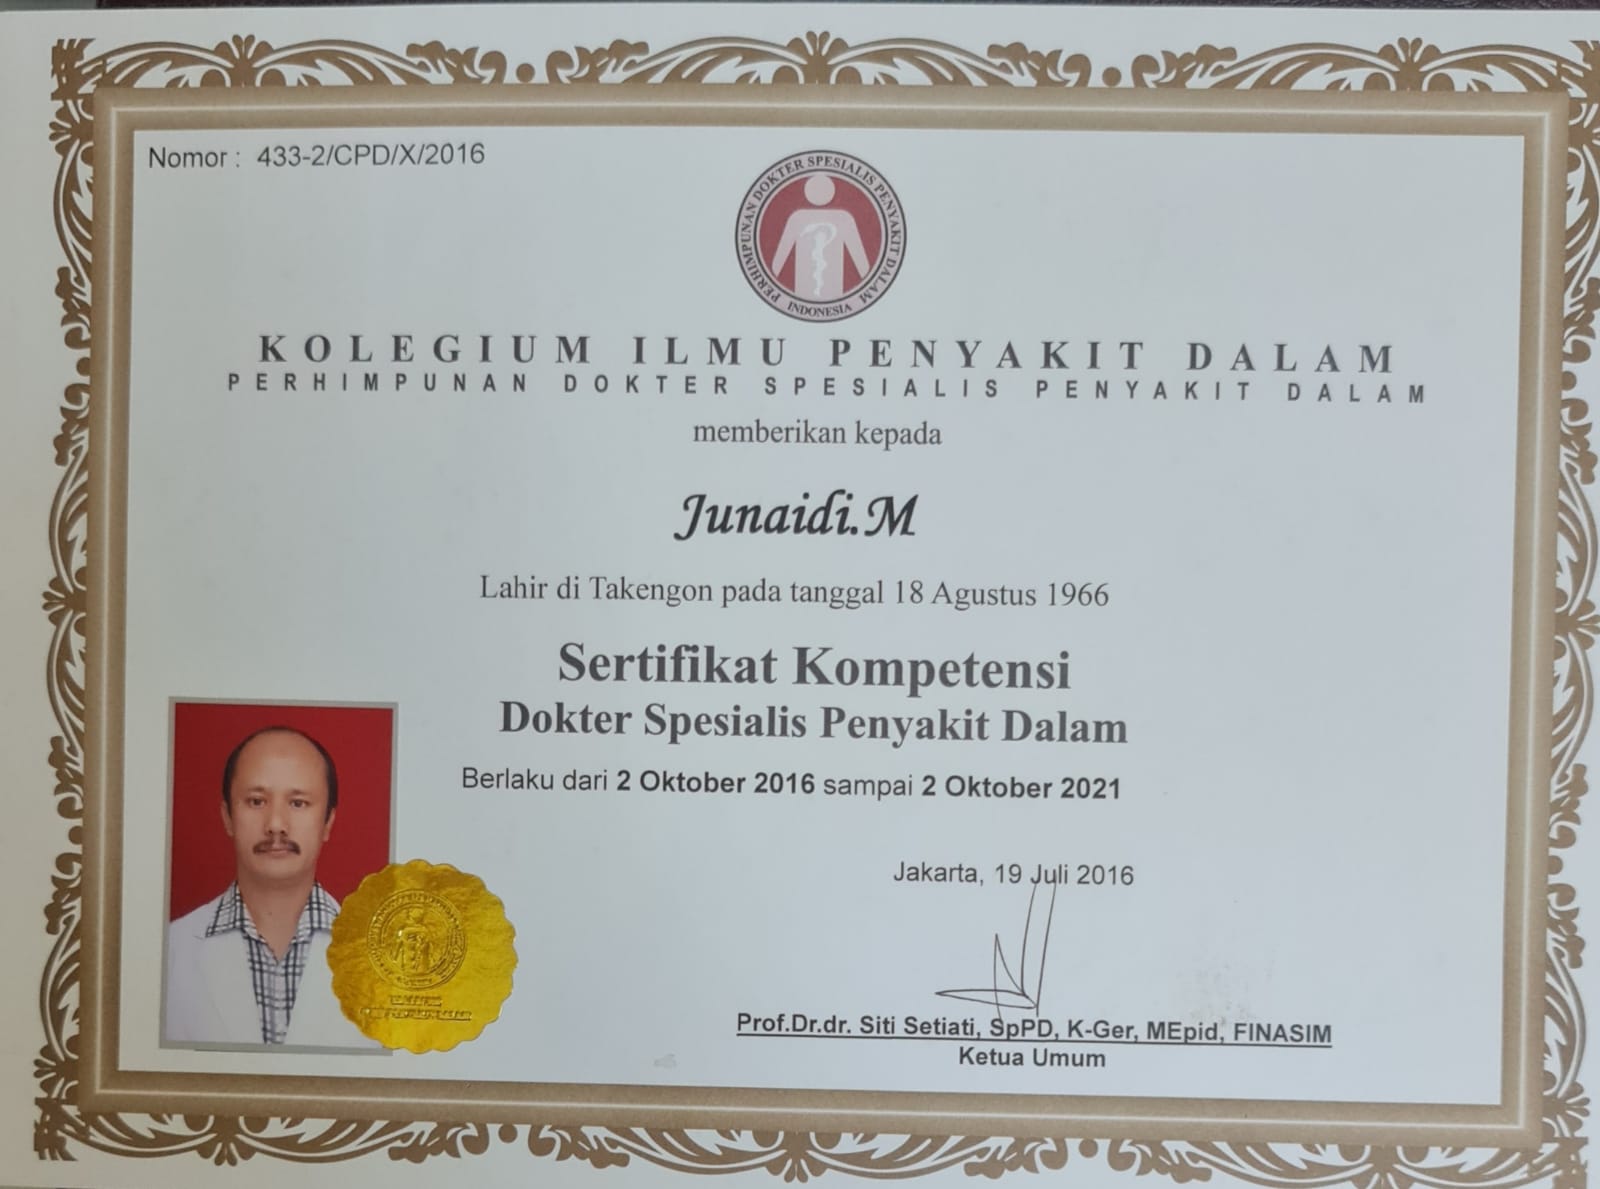 Nomor : 433-2/CPD/X/2016
PERHIMPUNAN DOKTER SPESIALIS PENYAKIT DALAM
INDONESIA
KOLEGIUM ILMU PENYAKIT DALAM
PERHIMPUNAN DOKTER SPESIALIS PENYAKIT DALAM
memberikan kepada
Junaidi.M
Lahir di Takengon pada tanggal 18 Agustus 1966
Sertifikat Kompetensi
Dokter Spesialis Penyakit Dalam
Berlaku dari 2 Oktober 2016 sampai 2 Oktober 2021
Jakarta, 19 Juli 2016
Prof.Dr.dr. Siti Setiati, SpPD, K-Ger, MEpid, FINASIM
Ketua Umum